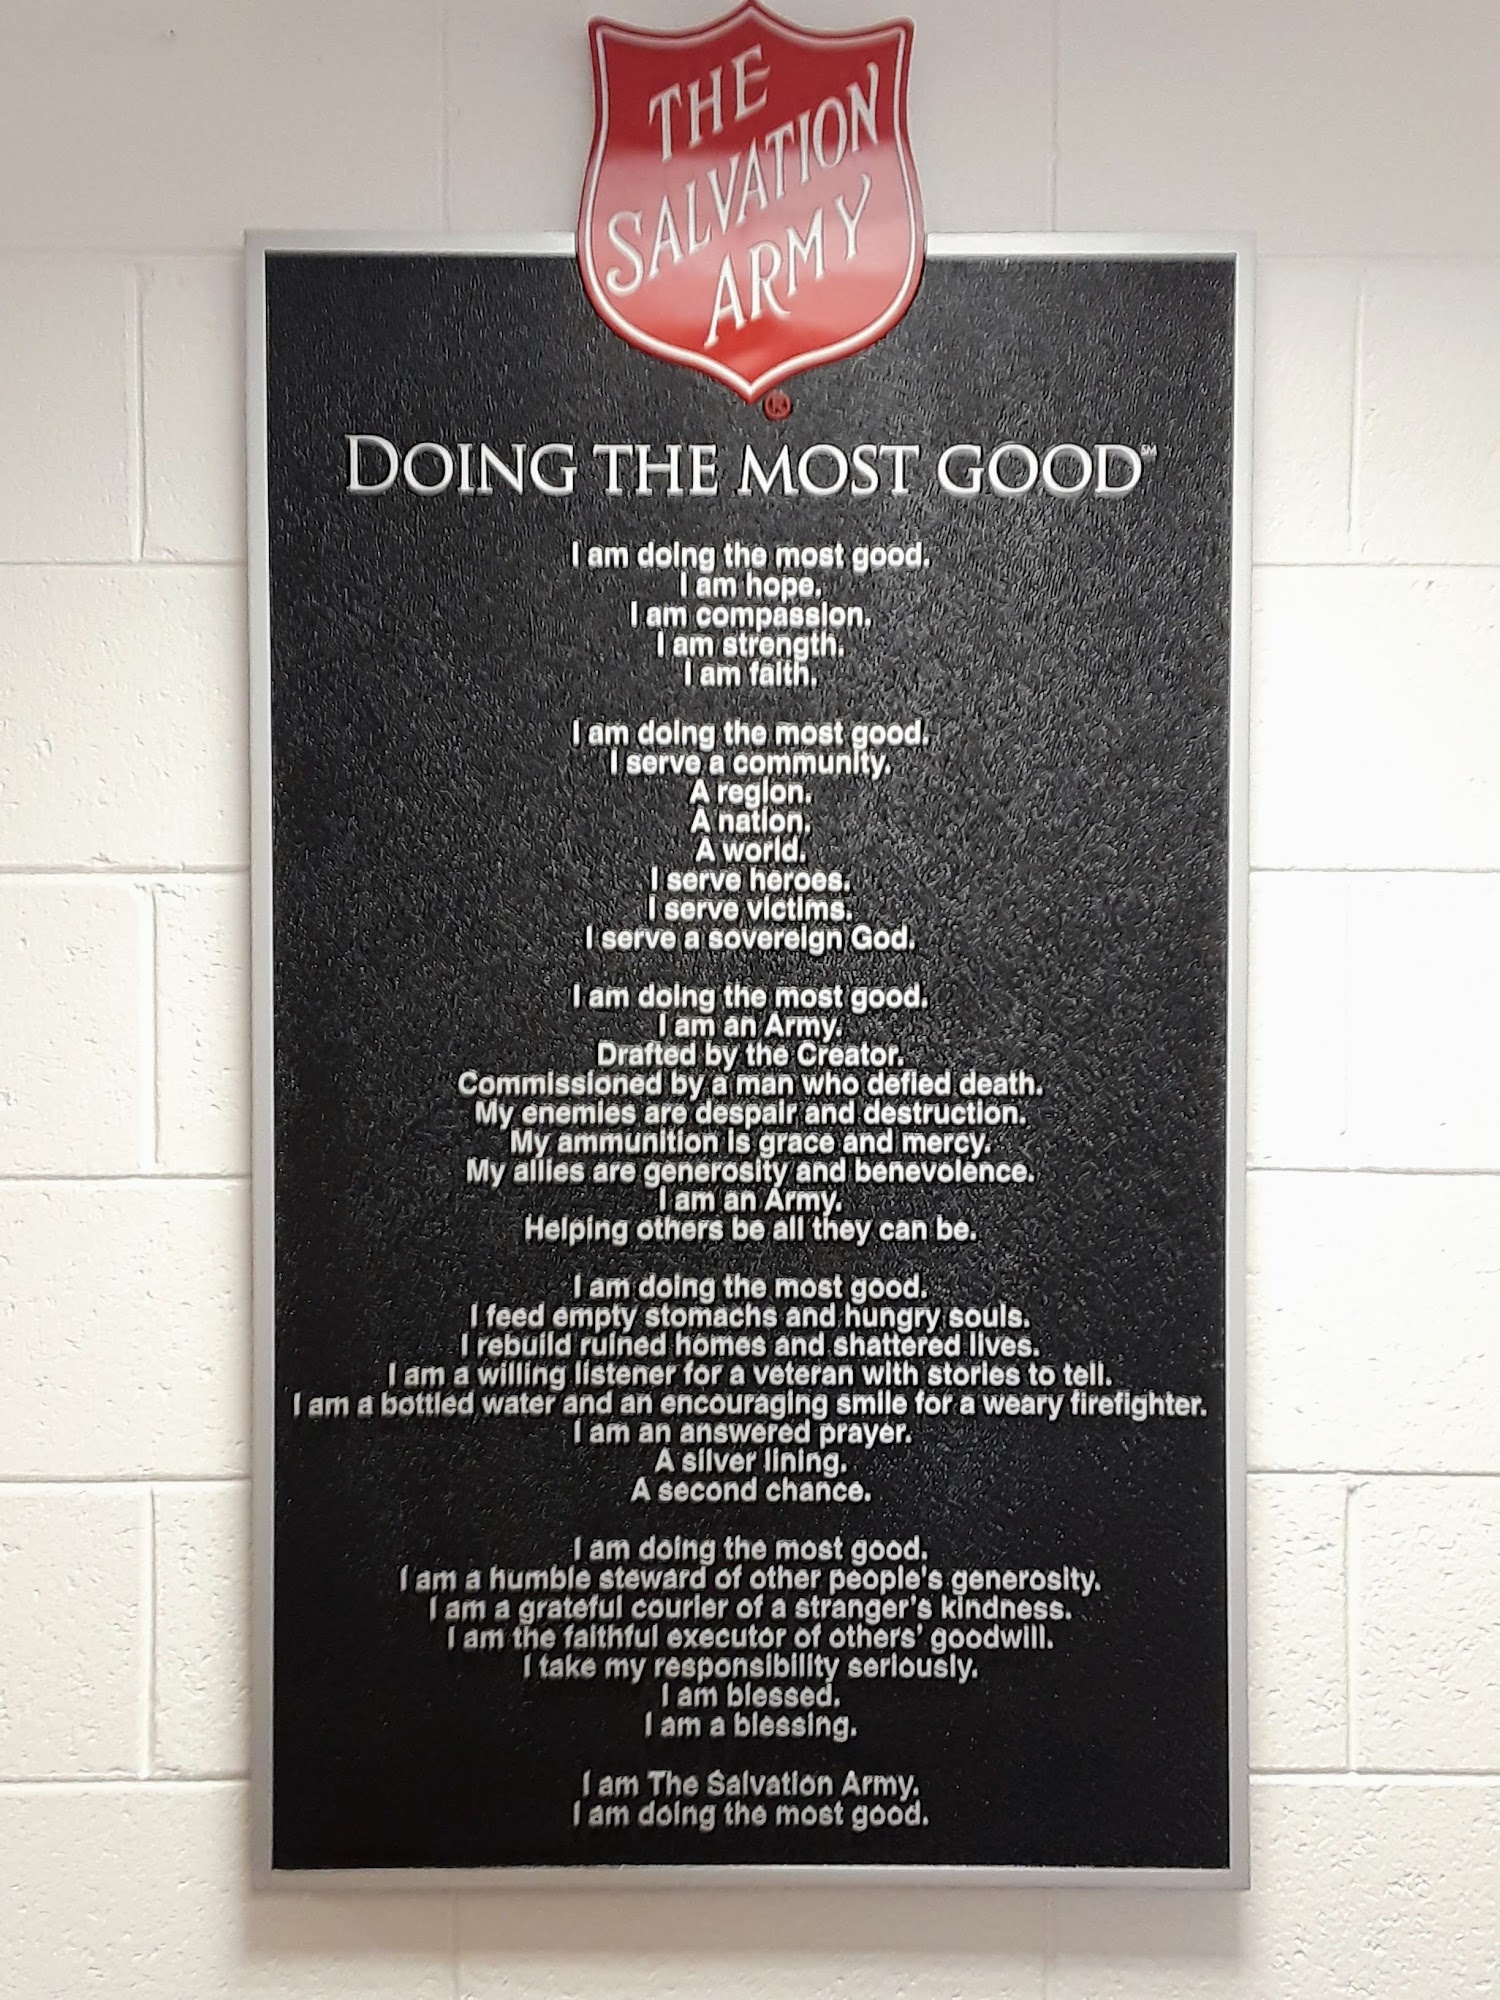 THE
SALVATION
ARMY
®
DOING THE MOST GOOD℠
I am doing the most good.
I am hope.
I am compassion.
I am strength.
I am faith.
I am doing the most good.
I serve a community.
A region.
A nation.
A world.
I serve heroes.
I serve victims.
I serve a sovereign God.
I am doing the most good.
I am an Army.
Drafted by the Creator.
Commissioned by a man who defied death.
My enemies are despair and destruction.
My ammunition is grace and mercy.
My allies are generosity and benevolence.
I am an Army.
Helping others be all they can be.
I am doing the most good.
I feed empty stomachs and hungry souls.
I rebuild ruined homes and shattered lives.
I am a willing listener for a veteran with stories to tell.
I am a bottled water and an encouraging smile for a weary firefighter.
I am an answered prayer.
A silver lining.
A second chance.
I am doing the most good.
I am a humble steward of other people's generosity.
I am a grateful courier of a stranger's kindness.
I am the faithful executor of others' goodwill.
I take my responsibility seriously.
I am blessed.
I am a blessing.
I am The Salvation Army.
I am doing the most good.